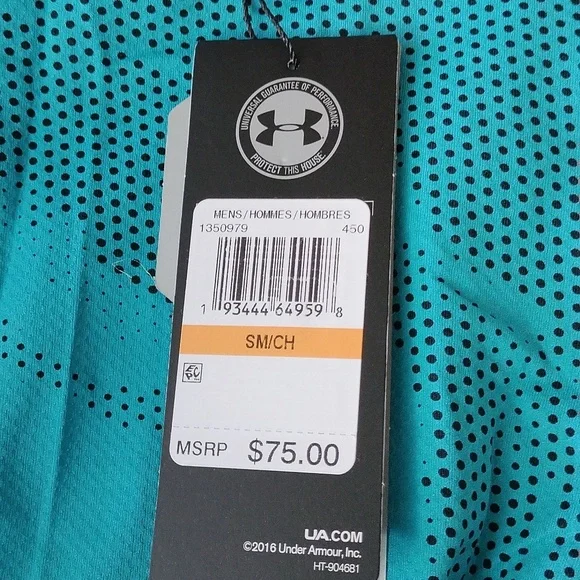 UNIVERSAL GUARANTEE OF PERFORMANCE
PROTECT THIS HOUSE
MENS/HOMMES/HOMBRES
1350979 450
1 93444 64959 8
SM/CH
MSRP $75.00
UA.COM
©2016 Under Armour, Inc.
HT-904681